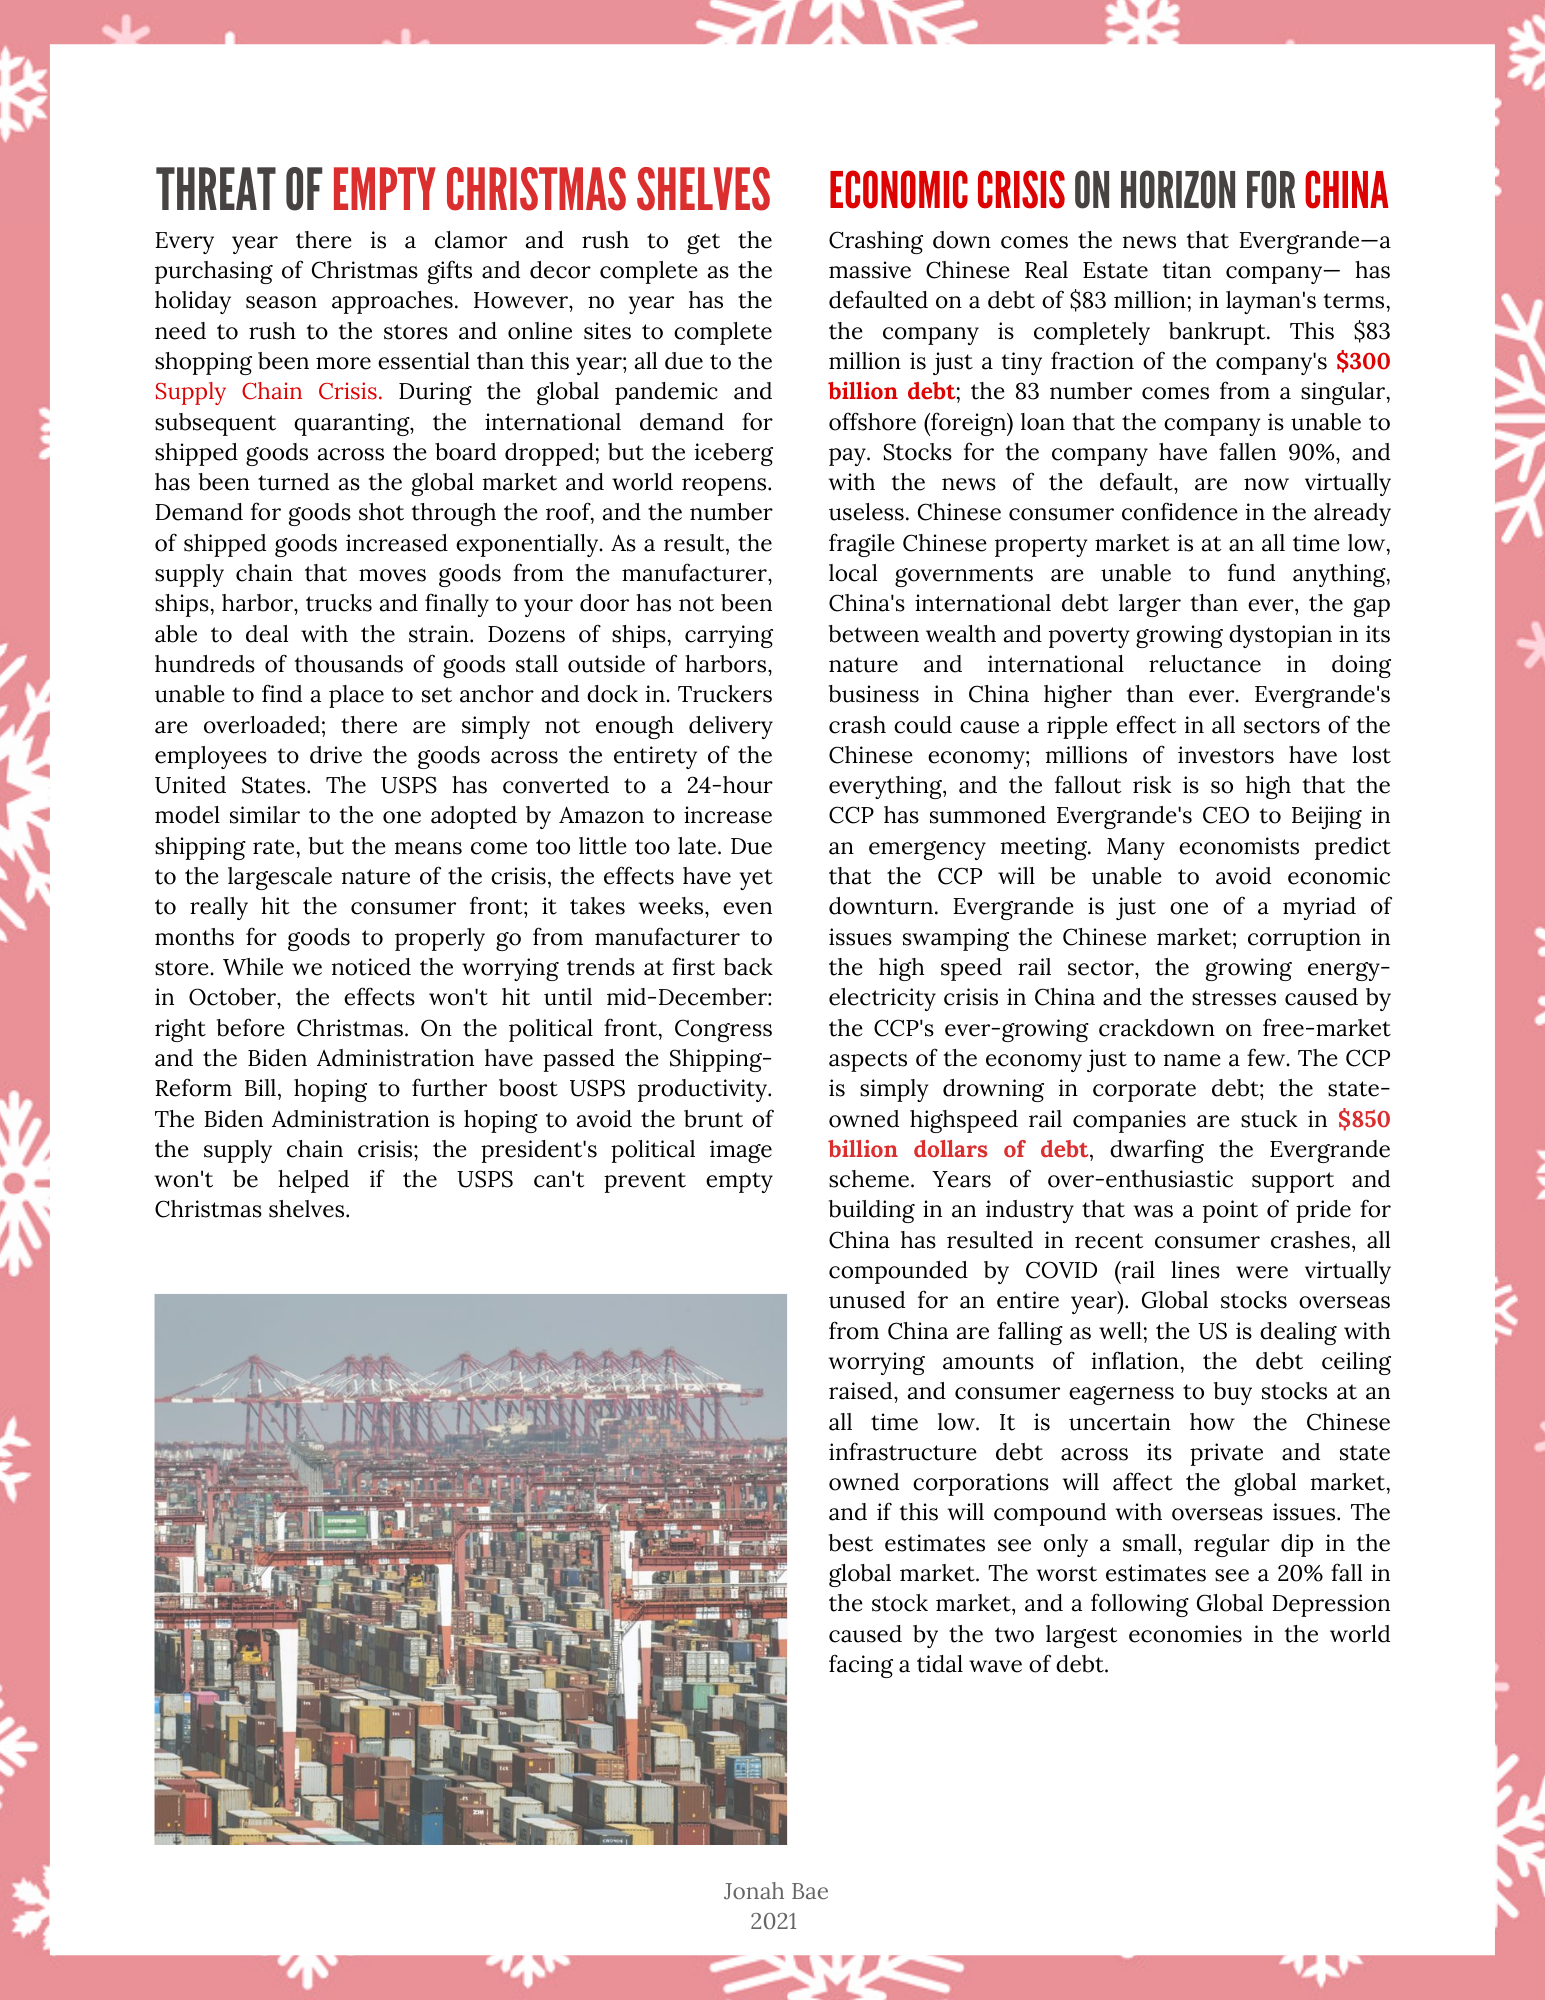 THREAT OF EMPTY CHRISTMAS SHELVES
Every year there is a clamor and rush to get the
purchasing of Christmas gifts and decor complete as the
holiday season approaches. However, no year has the
need to rush to the stores and online sites to complete
shopping been more essential than this year; all due to the
Supply Chain Crisis. During the global pandemic and
subsequent quaranting, the international demand for
shipped goods across the board dropped; but the iceberg
has been turned as the global market and world reopens.
Demand for goods shot through the roof, and the number
of shipped goods increased exponentially. As a result, the
supply chain that moves goods from the manufacturer,
ships, harbor, trucks and finally to your door has not been
able to deal with the strain. Dozens of ships, carrying
hundreds of thousands of goods stall outside of harbors,
unable to find a place to set anchor and dock in. Truckers
are overloaded; there are simply not enough delivery
employees to drive the goods across the entirety of the
United States. The USPS has converted to a 24-hour
model similar to the one adopted by Amazon to increase
shipping rate, but the means come too little too late. Due
to the largescale nature of the crisis, the effects have yet
to really hit the consumer front; it takes weeks, even
months for goods to properly go from manufacturer to
store. While we noticed the worrying trends at first back
in October, the effects won't hit until mid-December:
right before Christmas. On the political front, Congress
and the Biden Administration have passed the Shipping-
Reform Bill, hoping to further boost USPS productivity.
The Biden Administration is hoping to avoid the brunt of
the supply chain crisis; the president's political image
won't be helped if the USPS can't prevent empty
Christmas shelves.
ECONOMIC CRISIS ON HORIZON FOR CHINA
Crashing down comes the news that Evergrande—a
massive Chinese Real Estate titan company— has
defaulted on a debt of $83 million; in layman's terms,
the company is completely bankrupt. This $83
million is just a tiny fraction of the company's $300
billion debt; the 83 number comes from a singular,
offshore (foreign) loan that the company is unable to
pay. Stocks for the company have fallen 90%, and
with the news of the default, are now virtually
useless. Chinese consumer confidence in the already
fragile Chinese property market is at an all time low,
local governments are unable to fund anything,
China's international debt larger than ever, the gap
between wealth and poverty growing dystopian in its
nature and international reluctance in doing
business in China higher than ever. Evergrande's
crash could cause a ripple effect in all sectors of the
Chinese economy; millions of investors have lost
everything, and the fallout risk is so high that the
CCP has summoned Evergrande's CEO to Beijing in
an emergency meeting. Many economists predict
that the CCP will be unable to avoid economic
downturn. Evergrande is just one of a myriad of
issues swamping the Chinese market; corruption in
the high speed rail sector, the growing energy-
electricity crisis in China and the stresses caused by
the CCP's ever-growing crackdown on free-market
aspects of the economy just to name a few. The CCP
is simply drowning in corporate debt; the state-
owned highspeed rail companies are stuck in $850
billion dollars of debt, dwarfing the Evergrande
scheme. Years of over-enthusiastic support and
building in an industry that was a point of pride for
China has resulted in recent consumer crashes, all
compounded by COVID (rail lines were virtually
unused for an entire year). Global stocks overseas
from China are falling as well; the US is dealing with
worrying amounts of inflation, the debt ceiling
raised, and consumer eagerness to buy stocks at an
all time low. It is uncertain how the Chinese
infrastructure debt across its private and state
owned corporations will affect the global market,
and if this will compound with overseas issues. The
best estimates see only a small, regular dip in the
global market. The worst estimates see a 20% fall in
the stock market, and a following Global Depression
caused by the two largest economies in the world
facing a tidal wave of debt.
Jonah Bae
2021